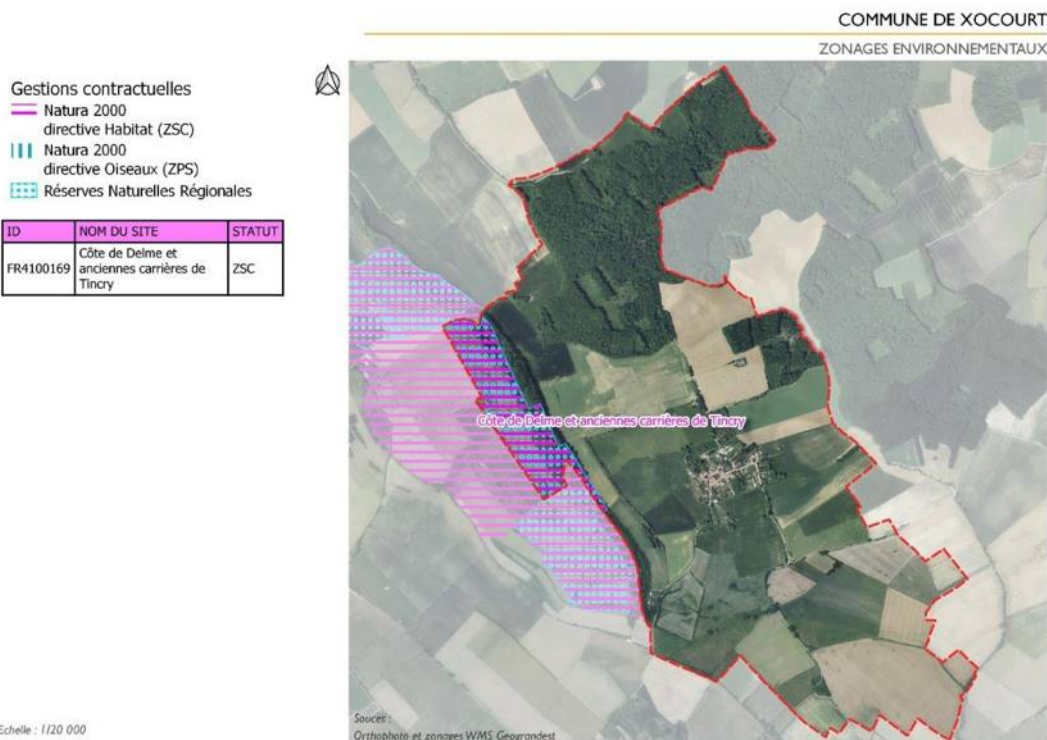 COMMUNE DE XOCOURT
ZONAGES ENVIRONNEMENTAUX
Gestions contractuelles
Natura 2000
directive Habitat (ZSC)
Natura 2000
directive Oiseaux (ZPS)
Réserves Naturelles Régionales
ID NOM DU SITE STATUT
FR4100169 Côte de Delme et anciennes carrières de Tincry ZSC
Côte de Delme et anciennes carrières de Tincry
Echelle : 1/20 000
Souces :
Orthophoto et zonages WMS Geograndest